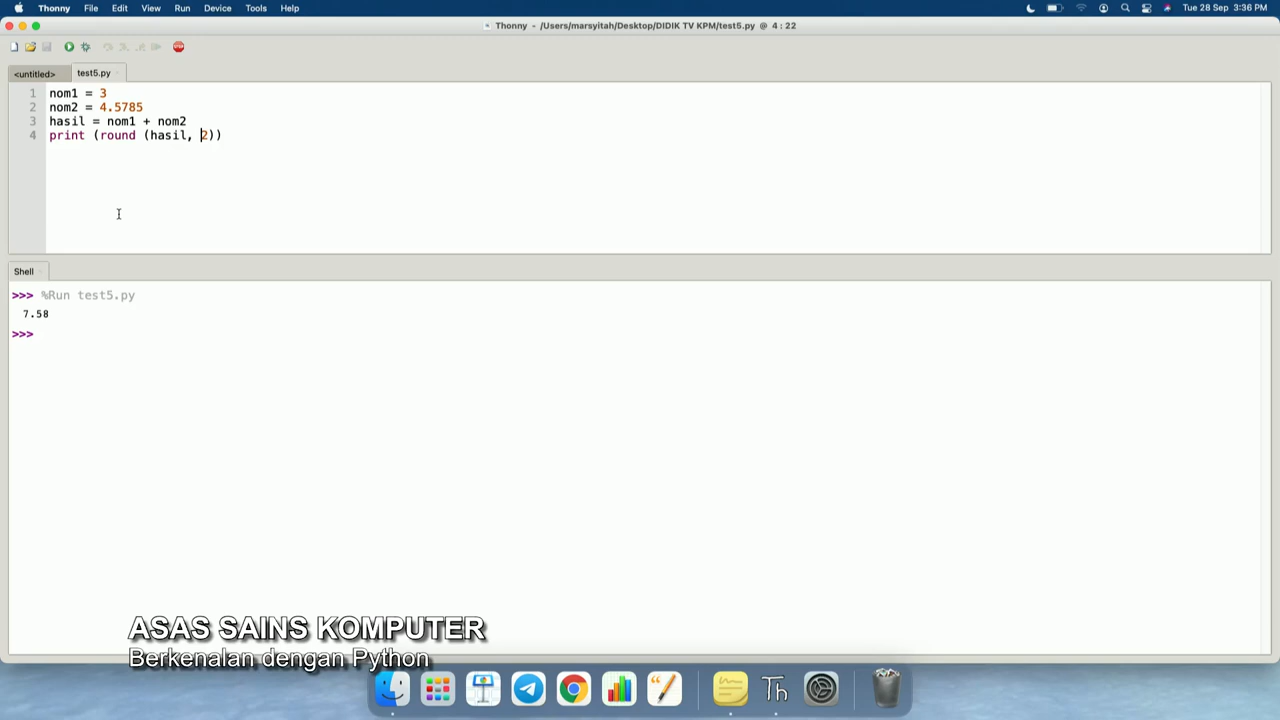 Thonny File Edit View Run Device Tools Help Tue 28 Sep 3:36 PM
Thonny - /Users/marsyitah/Desktop/DIDIK TV KPM/test5.py @ 4 : 22
<untitled> test5.py
1 nom1 = 3
2 nom2 = 4.5785
3 hasil = nom1 + nom2
4 print (round (hasil, 2))
Shell
>>> %Run test5.py
7.58
>>>
ASAS SAINS KOMPUTER
Berkenalan dengan Python
Th